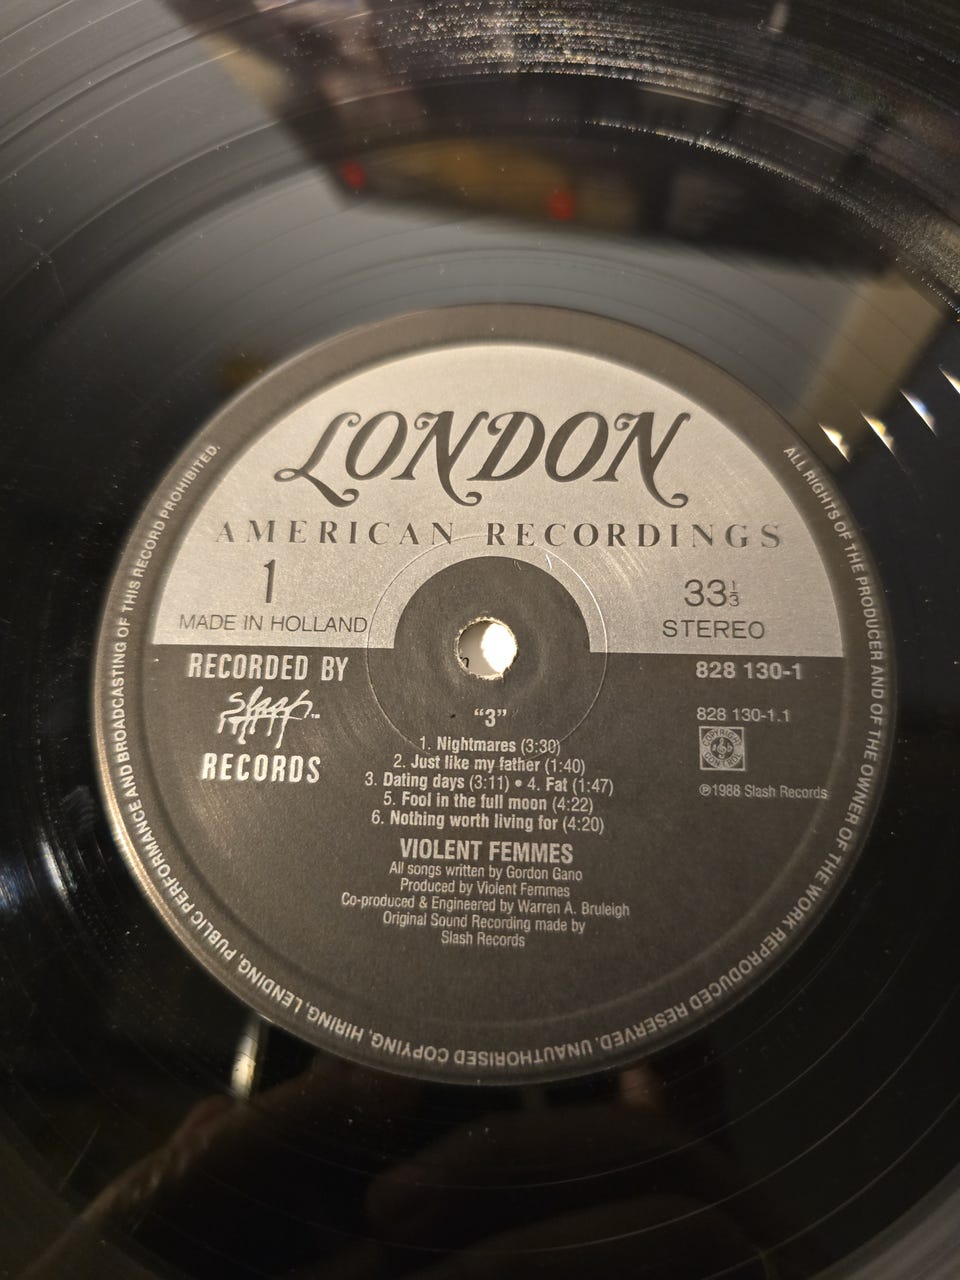 LONDON
AMERICAN RECORDINGS
1
MADE IN HOLLAND
33⅓
STEREO
RECORDED BY
Slash™
RECORDS
828 130-1
828 130-1.1
COPYRIGHT
CONTROL
℗1988 Slash Records
“3”
1. Nightmares (3:30)
2. Just like my father (1:40)
3. Dating days (3:11) • 4. Fat (1:47)
5. Fool in the full moon (4:22)
6. Nothing worth living for (4:20)
VIOLENT FEMMES
All songs written by Gordon Gano
Produced by Violent Femmes
Co-produced & Engineered by Warren A. Bruleigh
Original Sound Recording made by
Slash Records
ALL RIGHTS OF THE PRODUCER AND OF THE OWNER OF THE WORK REPRODUCED RESERVED. UNAUTHORISED COPYING, HIRING, LENDING, PUBLIC PERFORMANCE AND BROADCASTING OF THIS RECORD PROHIBITED.